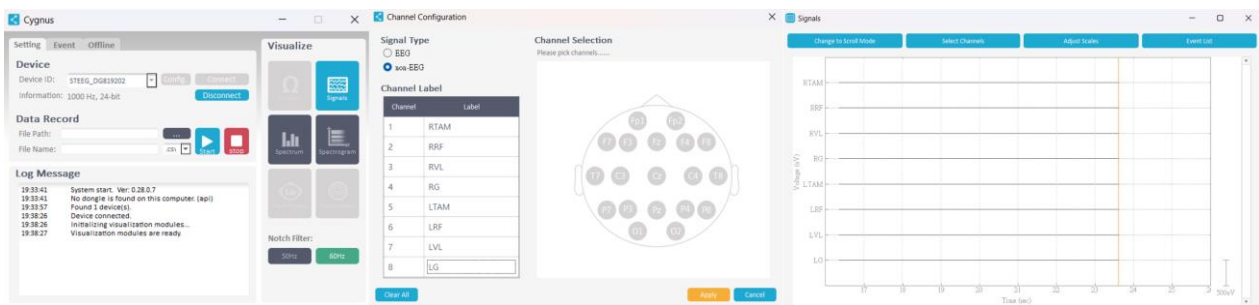 Cygnus
Setting Event Offline
Device
Device ID: STEEG_DG819202 Config Connect
Information: 1000 Hz, 24-bit Disconnect
Data Record
File Path: ...
File Name: .csv Start stop
Log Message
19:33:41 System start. Ver: 0.28.0.7
19:33:41 No dongle is found on this computer. (api)
19:33:57 Found 1 device(s).
19:38:26 Device connected.
19:38:26 Initializing visualization modules...
19:38:27 Visualization modules are ready.
Visualize
Signals
Spectrum Spectrogram
Notch Filter:
50Hz 60Hz
Channel Configuration
Signal Type
EEG
non-EEG
Channel Label
Channel Label
1 RTAM
2 RRF
3 RVL
4 RG
5 LTAM
6 LRF
7 LVL
8 LG
Clear All
Channel Selection
Please pick channels......
Fp1 Fp2
F7 F3 Fz F4 F8
T7 C3 Cz C4 T8
P7 P3 Pz P4 P8
O1 O2
Apply Cancel
Signals
Change to Scroll Mode Select Channels Adjust Scales Event List
Voltage (uV)
RTAM
RRF
RVL
RG
LTAM
LRF
LVL
LG
17 18 19 20 21 22 23 24 25
Time (sec)
500uV